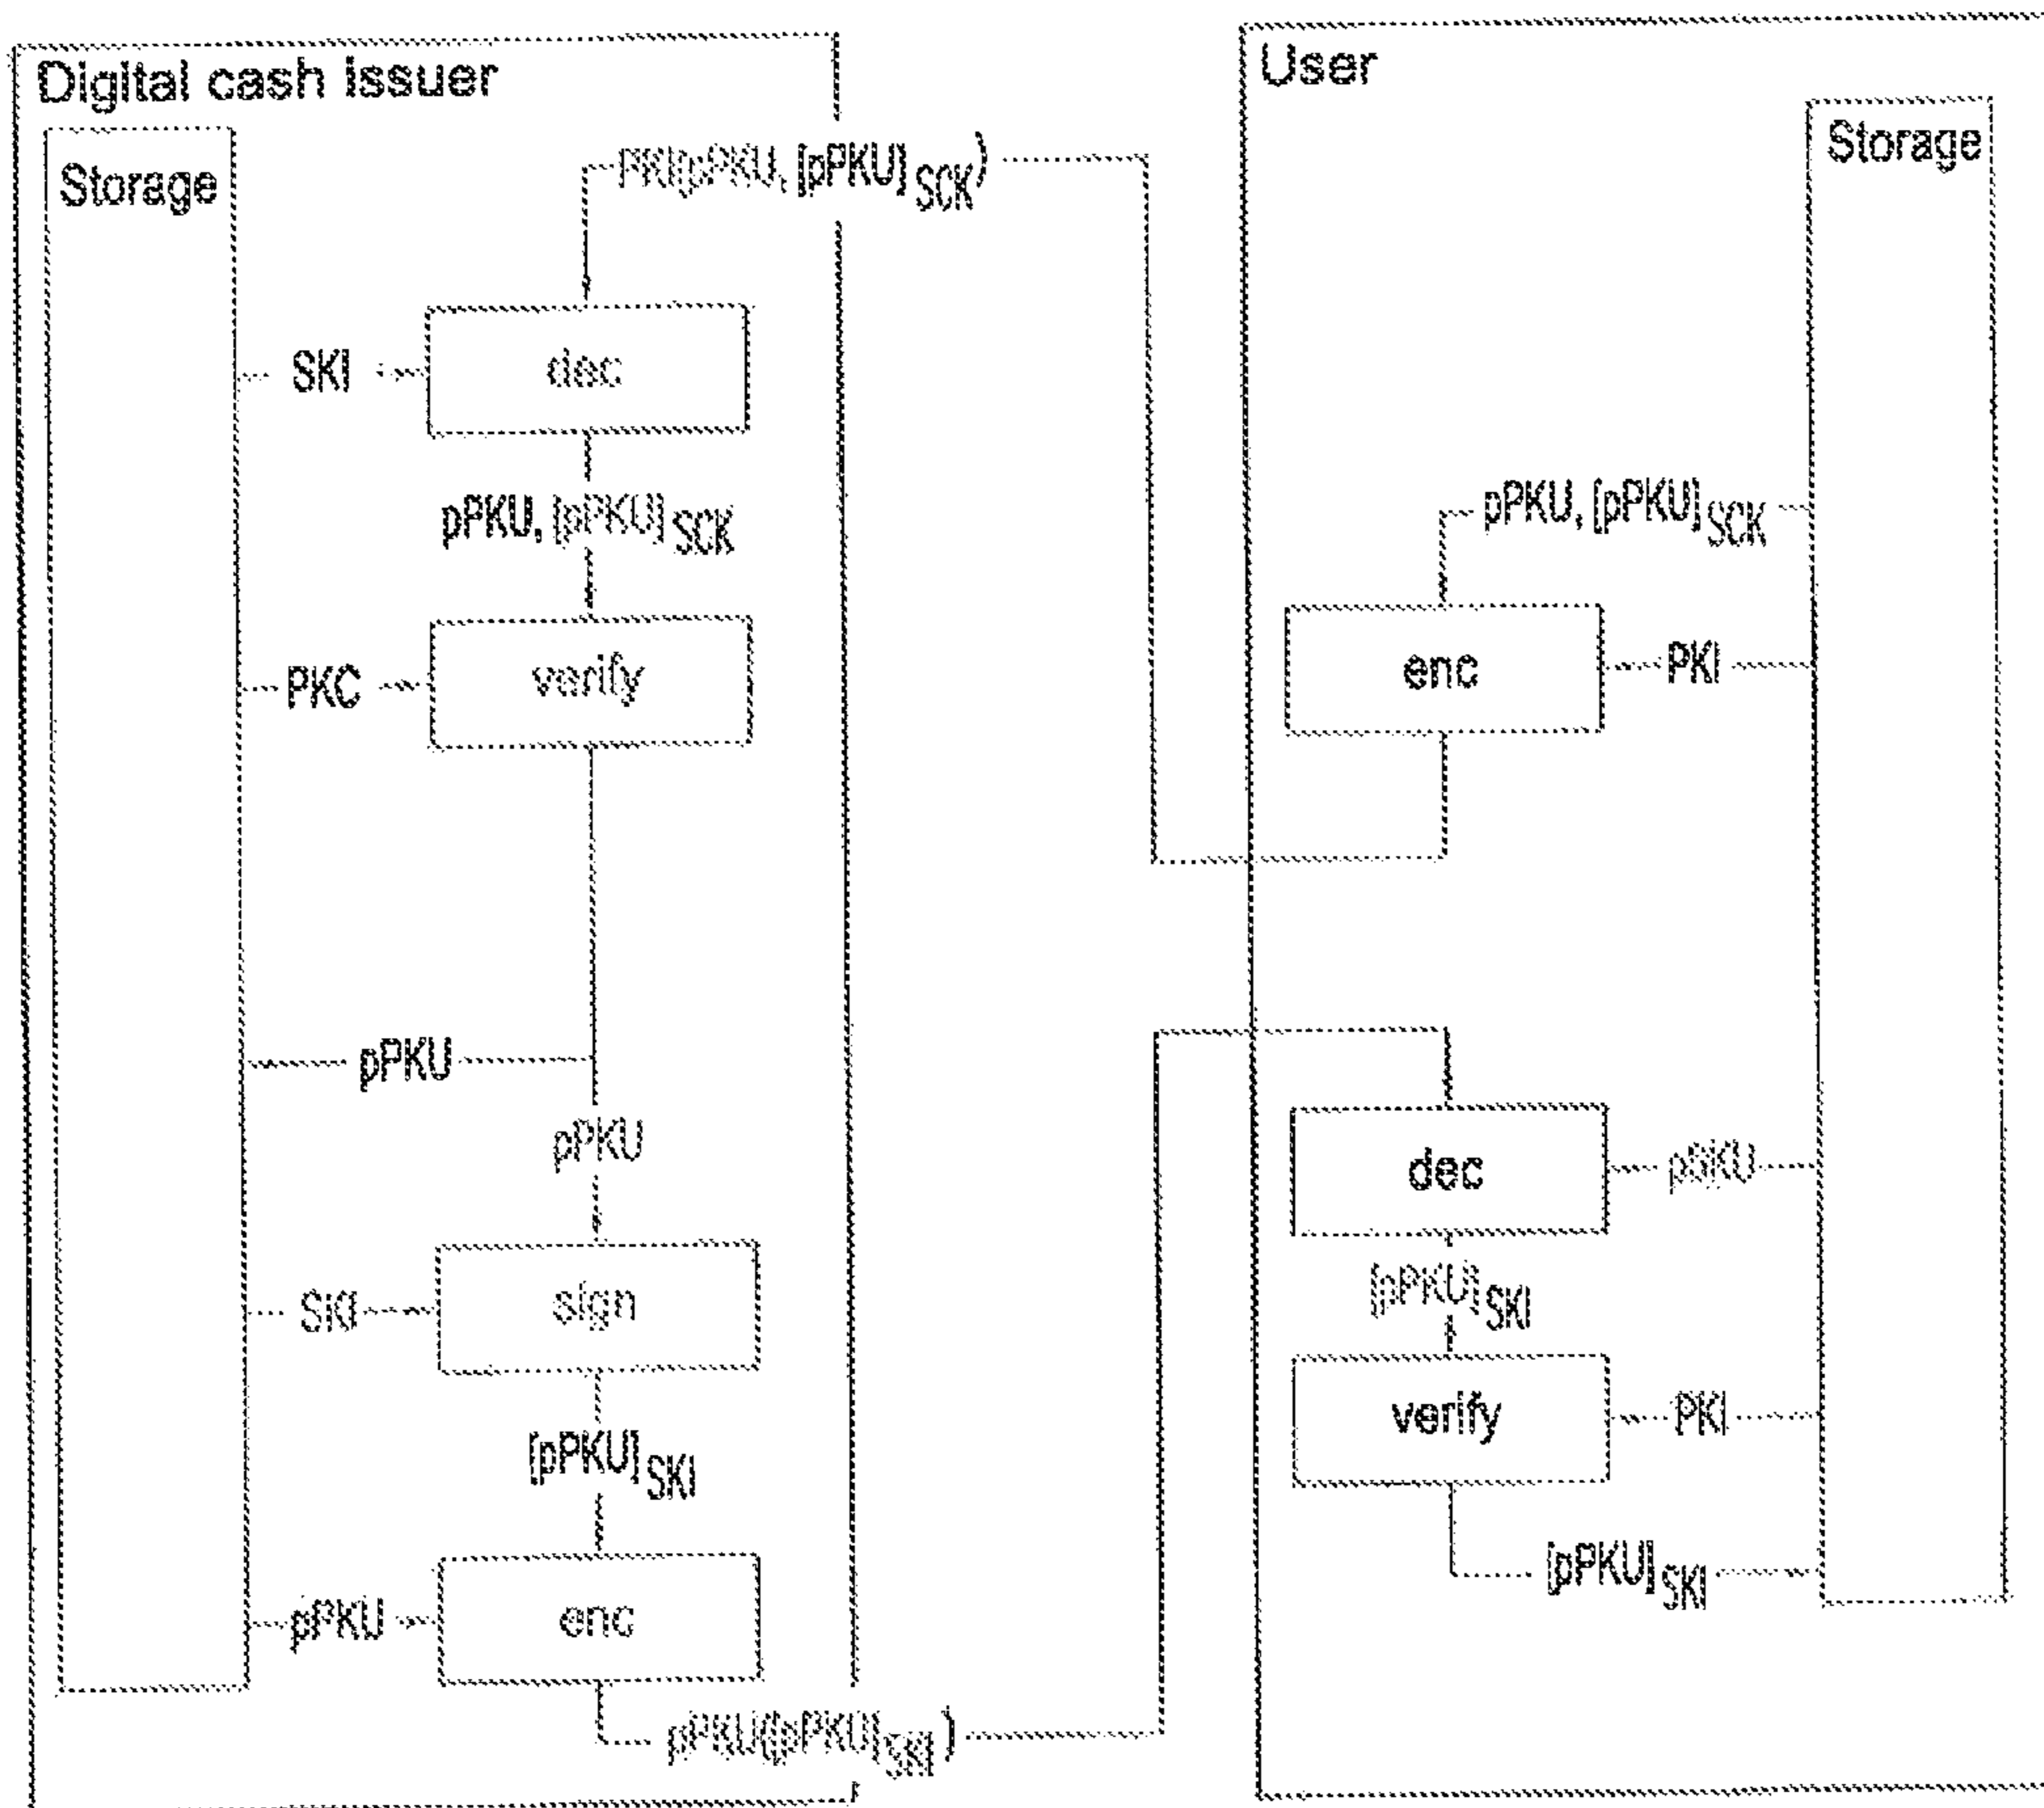 Digital cash issuer
Storage
PKI(pPKU, [pPKU]SCK)
SKI
dec
pPKU, [pPKU]SCK
PKC
verify
pPKU
pPKU
SKI
sign
[pPKU]SKI
pPKU
enc
pPKU([pPKU]SKI)
User
Storage
pPKU, [pPKU]SCK
enc
PKI
dec
pSKU
[pPKU]SKI
verify
PKI
[pPKU]SKI